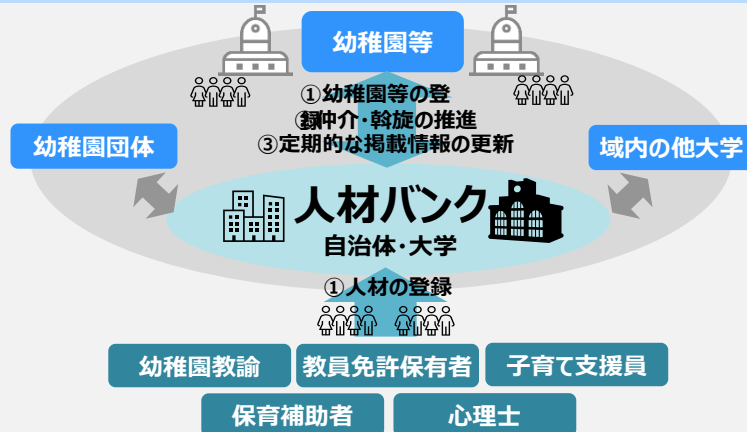 幼稚園等
①幼稚園等の登
録
②仲介・斡旋の推進
③定期的な掲載情報の更新
幼稚園団体
域内の他大学
人材バンク
自治体・大学
①人材の登録
幼稚園教諭
教員免許保有者
子育て支援員
保育補助者
心理士